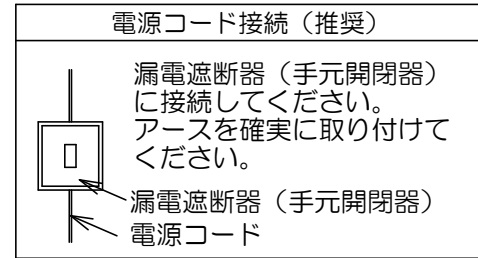 電源コード接続（推奨）
漏電遮断器（手元開閉器）
に接続してください。
アースを確実に取り付けて
ください。
漏電遮断器（手元開閉器）
電源コード